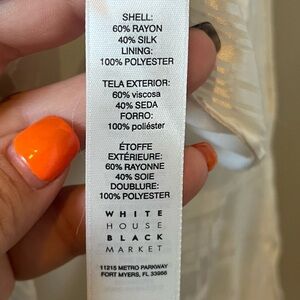 SHELL:
60% RAYON
40% SILK
LINING:
100% POLYESTER
TELA EXTERIOR:
60% viscosa
40% SEDA
FORRO:
100% poliéster
ÉTOFFE
EXTÉRIEURE:
60% RAYONNE
40% SOIE
DOUBLURE:
100% POLYESTER
WHITE
HOUSE
BLACK
MARKET
11215 METRO PARKWAY
FORT MYERS, FL 33966